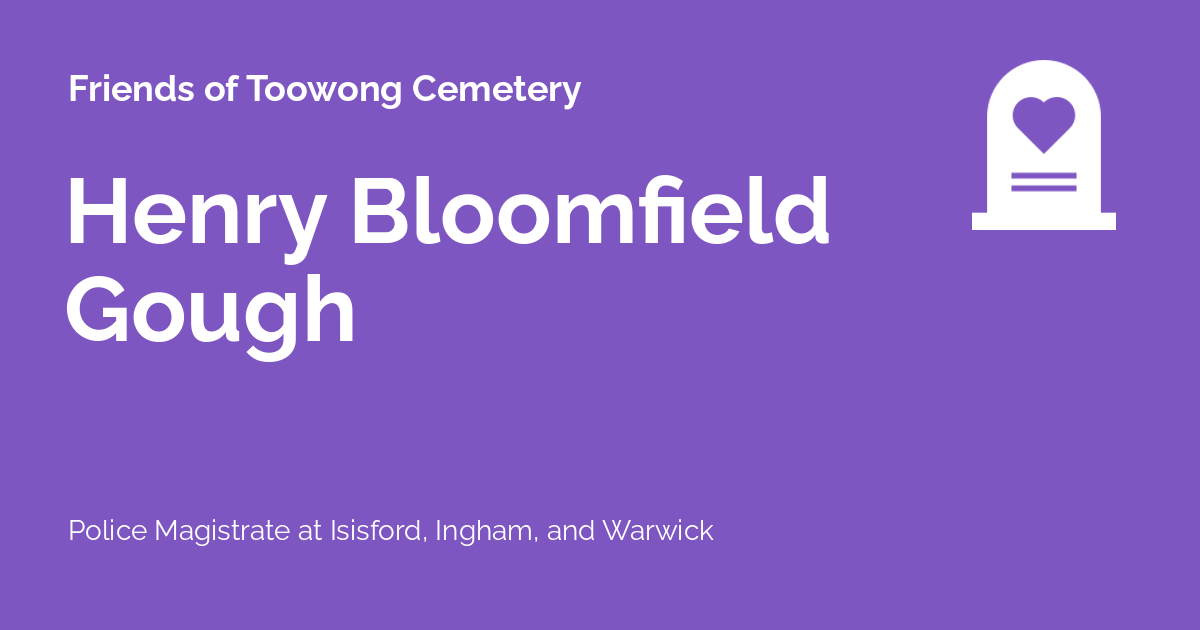 Friends of Toowong Cemetery
Henry Bloomfield
Gough
Police Magistrate at Isisford, Ingham, and Warwick